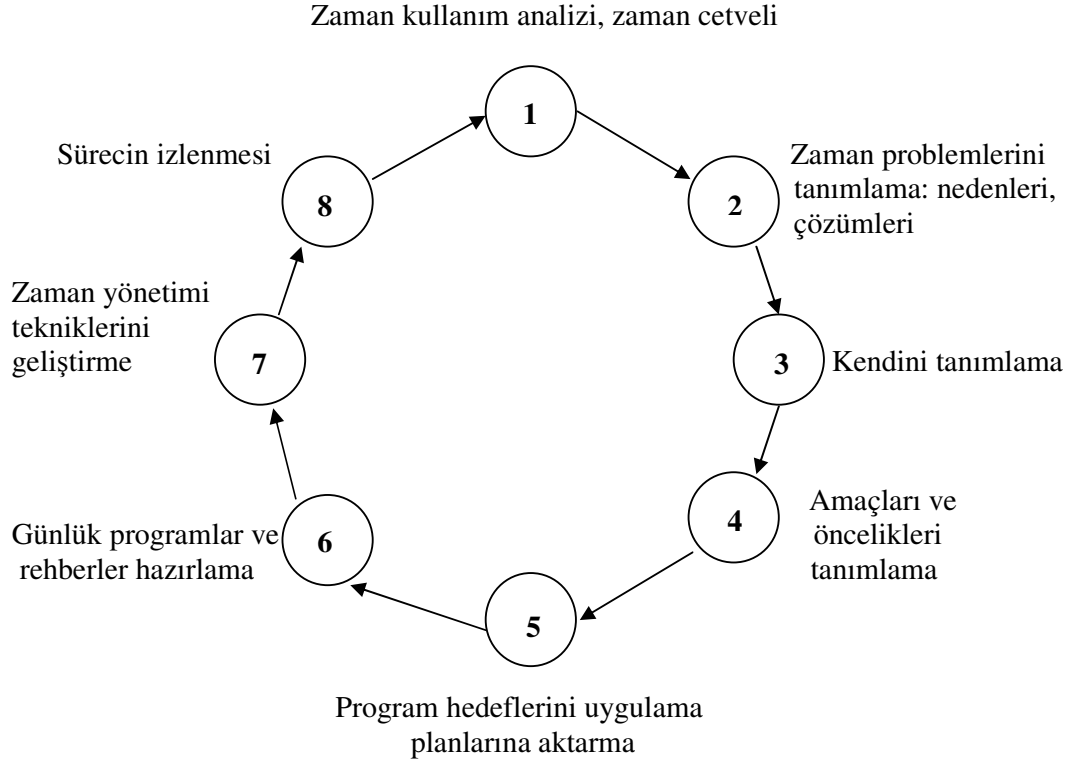 Zaman kullanım analizi, zaman cetveli
1
2
Zaman problemlerini
tanımlama: nedenleri,
çözümleri
3
Kendini tanımlama
4
Amaçları ve
öncelikleri
tanımlama
5
Program hedeflerini uygulama
planlarına aktarma
6
Günlük programlar ve
rehberler hazırlama
7
Zaman yönetimi
tekniklerini
geliştirme
8
Sürecin izlenmesi